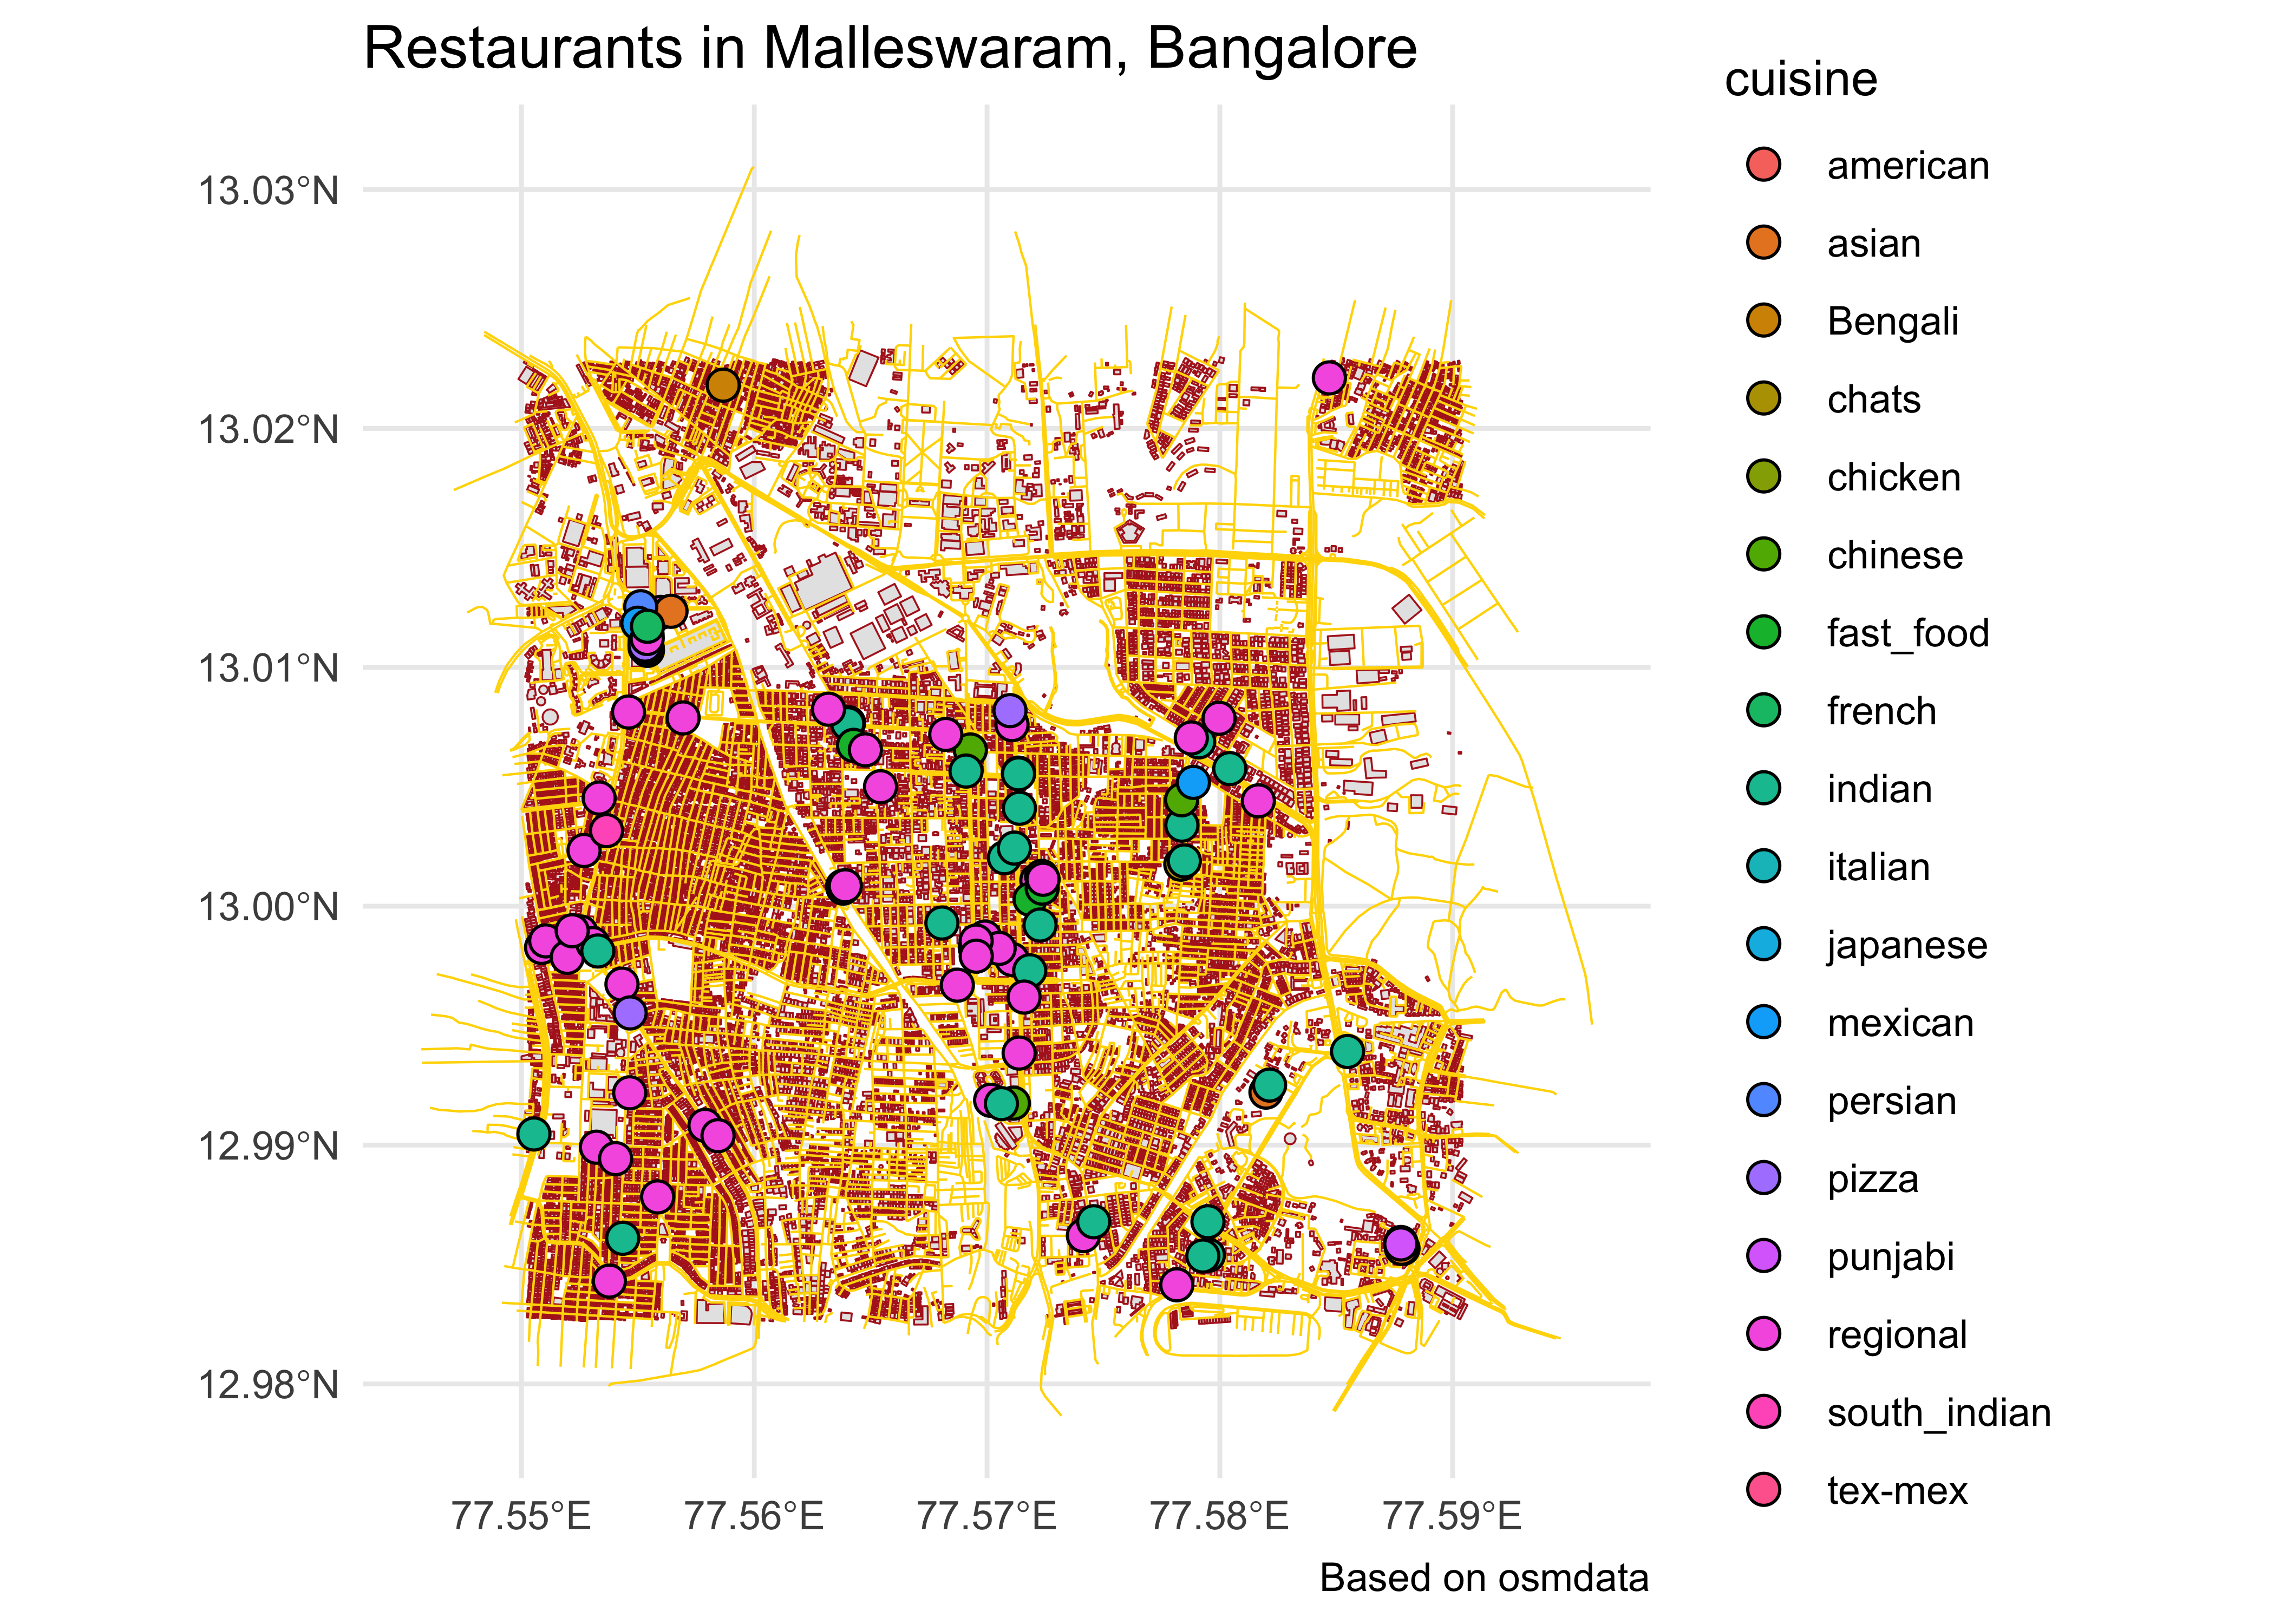 Restaurants in Malleswaram, Bangalore
13.03°N
13.02°N
13.01°N
13.00°N
12.99°N
12.98°N
77.55°E
77.56°E
77.57°E
77.58°E
77.59°E
Based on osmdata
cuisine
american
asian
Bengali
chats
chicken
chinese
fast_food
french
indian
italian
japanese
mexican
persian
pizza
punjabi
regional
south_indian
tex-mex